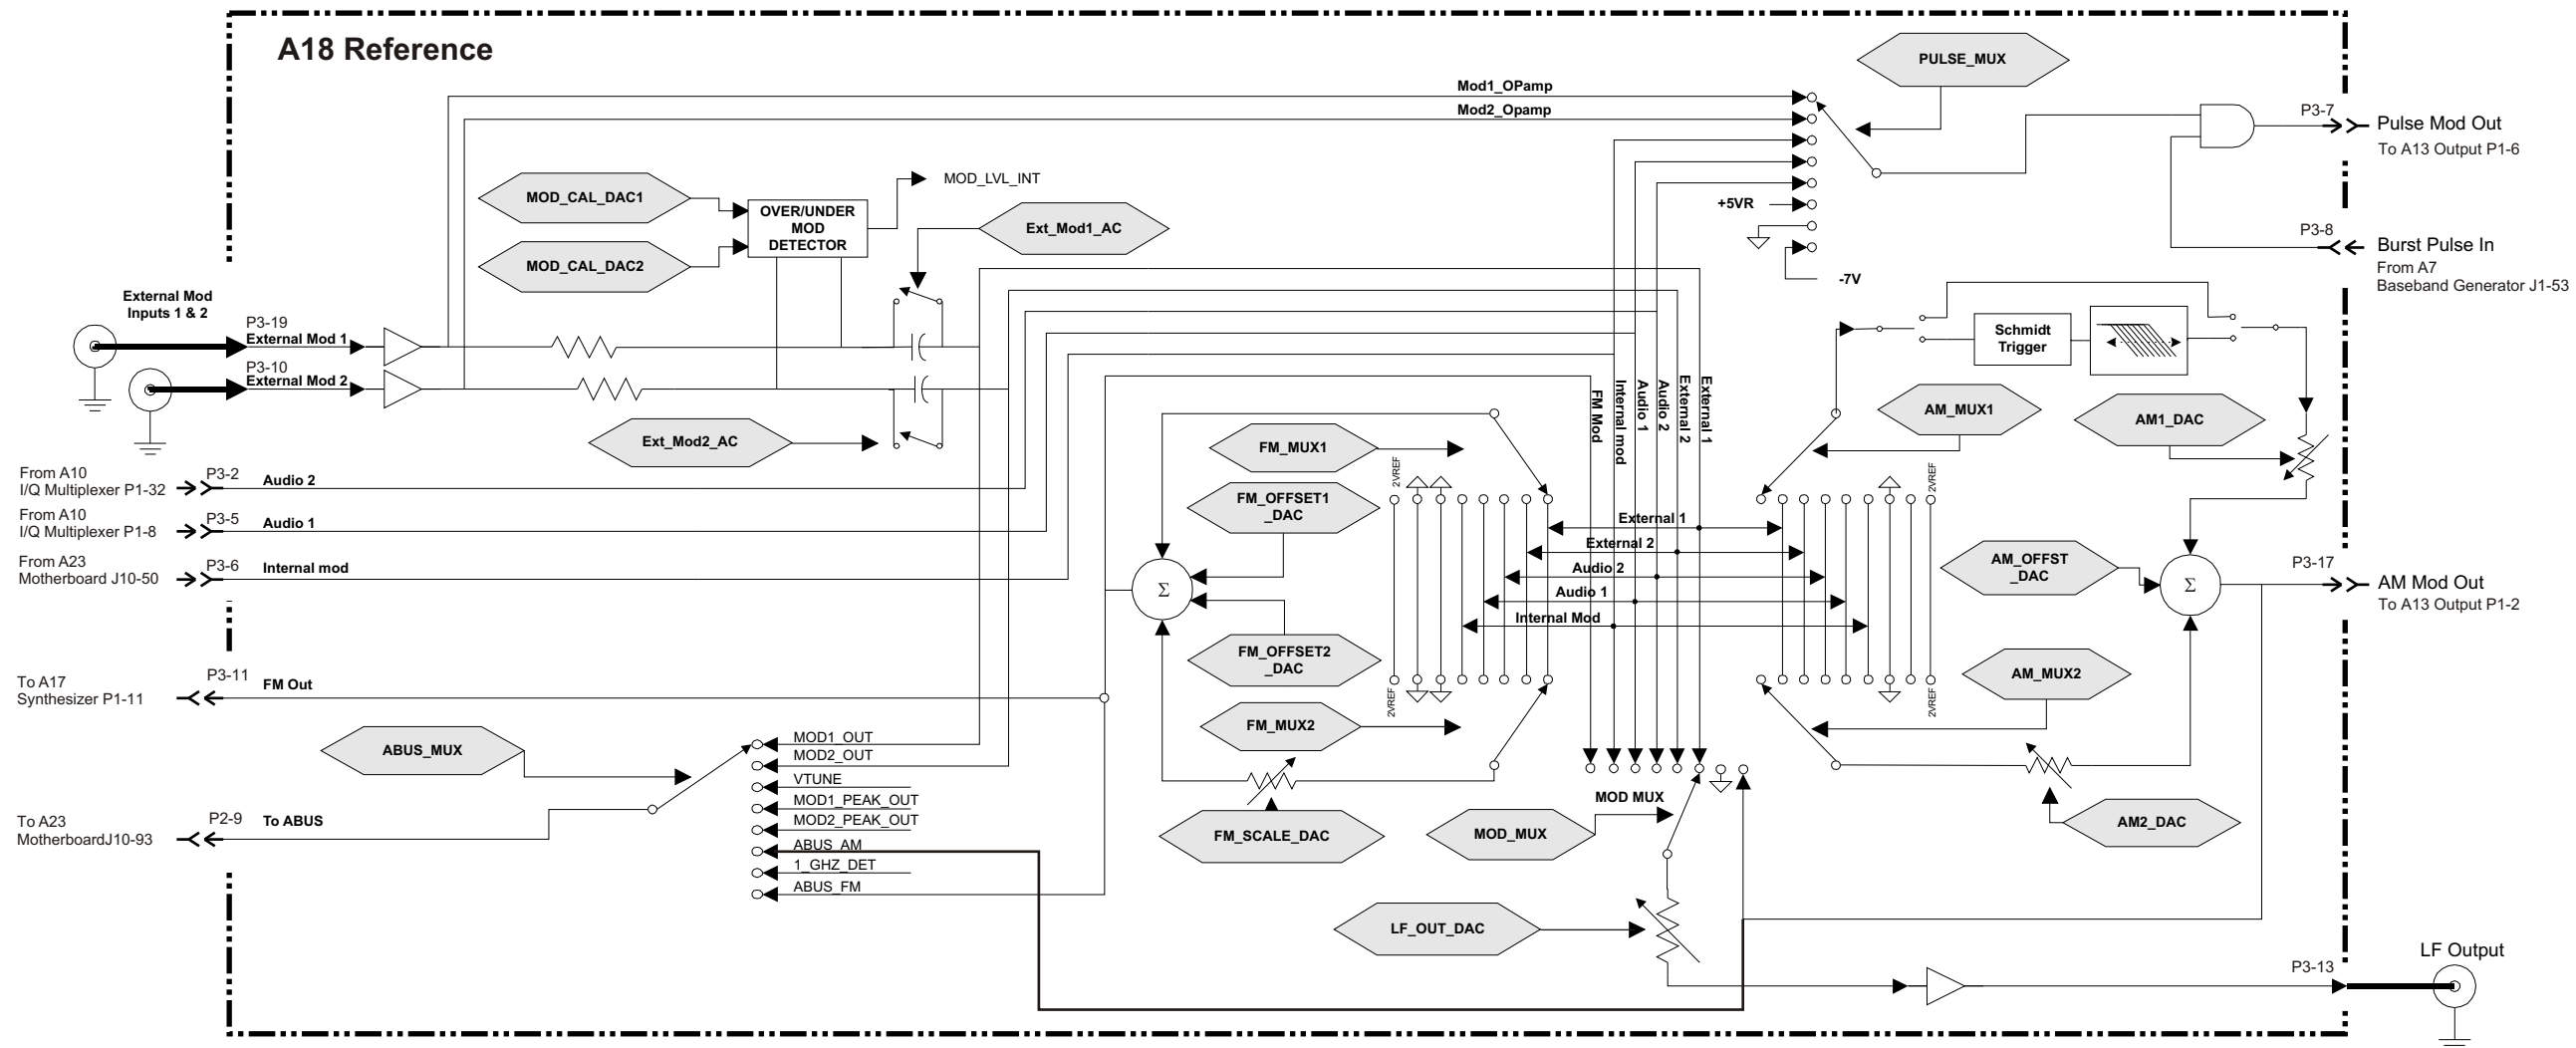 A18 Reference
PULSE_MUX
Mod1_OPamp
Mod2_Opamp
P3-7
Pulse Mod Out
To A13 Output P1-6
MOD_CAL_DAC1
MOD_CAL_DAC2
OVER/UNDER
MOD
DETECTOR
MOD_LVL_INT
Ext_Mod1_AC
+5VR
-7V
P3-8
Burst Pulse In
From A7
Baseband Generator J1-53
External Mod
Inputs 1 & 2
P3-19
External Mod 1
P3-10
External Mod 2
Ext_Mod2_AC
Schmidt
Trigger
AM_MUX1
AM1_DAC
FM Mod
Internal mod
Audio 1
Audio 2
External 2
External 1
FM_MUX1
2VREF
2VREF
From A10
I/Q Multiplexer P1-32
P3-2
Audio 2
From A10
I/Q Multiplexer P1-8
P3-5
Audio 1
From A23
Motherboard J10-50
P3-6
Internal mod
FM_OFFSET1
_DAC
External 1
External 2
Audio 2
Audio 1
Internal Mod
Σ
AM_OFFST
_DAC
Σ
P3-17
AM Mod Out
To A13 Output P1-2
FM_OFFSET2
_DAC
AM_MUX2
2VREF
2VREF
To A17
Synthesizer P1-11
P3-11
FM Out
FM_MUX2
ABUS_MUX
MOD1_OUT
MOD2_OUT
VTUNE
MOD1_PEAK_OUT
MOD2_PEAK_OUT
ABUS_AM
1_GHZ_DET
ABUS_FM
To A23
MotherboardJ10-93
P2-9
To ABUS
FM_SCALE_DAC
MOD MUX
MOD_MUX
AM2_DAC
LF_OUT_DAC
P3-13
LF Output